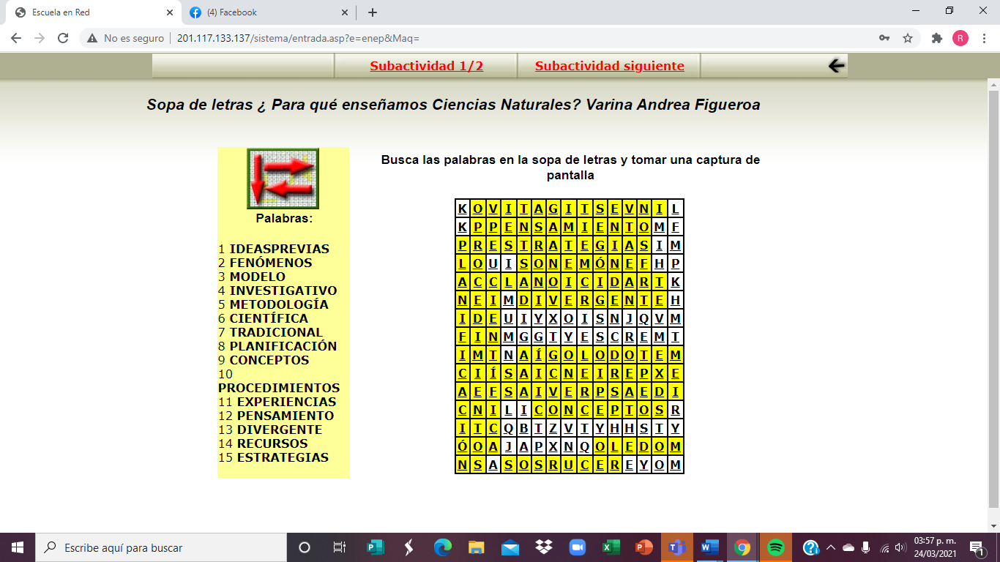 Escuela en Red
(4) Facebook
No es seguro
201.117.133.137/sistema/entrada.asp?e=enep&Maq=
R
Subactividad 1/2
Subactividad siguiente
Sopa de letras ¿ Para qué enseñamos Ciencias Naturales? Varina Andrea Figueroa
Palabras:
1 IDEASPREVIAS
2 FENÓMENOS
3 MODELO
4 INVESTIGATIVO
5 METODOLOGÍA
6 CIENTÍFICA
7 TRADICIONAL
8 PLANIFICACIÓN
9 CONCEPTOS
10
PROCEDIMIENTOS
11 EXPERIENCIAS
12 PENSAMIENTO
13 DIVERGENTE
14 RECURSOS
15 ESTRATEGIAS
Busca las palabras en la sopa de letras y tomar una captura de
pantalla
K O V I T A G I T S E V N I L
K P P E N S A M I E N T O M F
P R E S T R A T E G I A S I M
L O U I S O N E M Ó N E F H P
A C C L A N O I C I D A R T K
N E I M D I V E R G E N T E H
I D E U I Y X O I S N J Q V M
F I N M G G T Y E S C R E M T
I M T N A Í G O L O D O T E M
C I Í S A I C N E I R E P X E
A E F S A I V E R P S A E D I
C N I L I C O N C E P T O S R
I T C Q B T Z V T Y H H S T Y
Ó O A J A P X N Q O L E D O M
N S A S O S R U C E R E Y O M
Escribe aquí para buscar
03:57 p. m.
24/03/2021
1